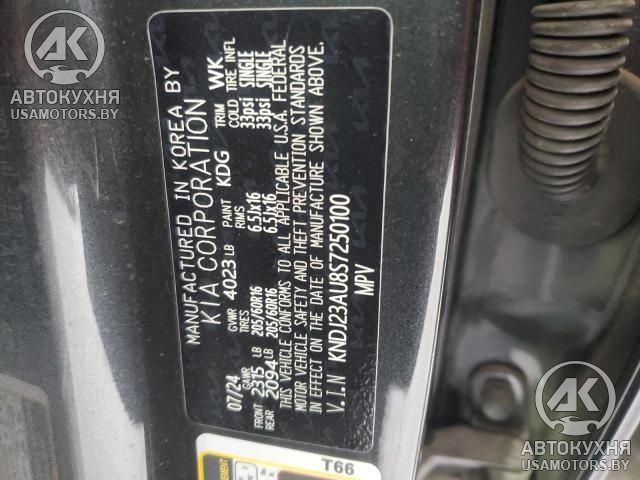 MANUFACTURED IN KOREA BY
KIA CORPORATION
07/24 GVWR 4023 LB PAINT KDG TRIM WK
GAWR TIRES RIMS COLD TIRE INFL
FRONT 2315 LB 205/60R16 6.5Jx16 33psi SINGLE
REAR 2094 LB 205/60R16 6.5Jx16 33psi SINGLE
THIS VEHICLE CONFORMS TO ALL APPLICABLE U.S.A. FEDERAL
MOTOR VEHICLE SAFETY AND THEFT PREVENTION STANDARDS
IN EFFECT ON THE DATE OF MANUFACTURE SHOWN ABOVE.
V.I.N KNDJ23AU8S7250100
MPV
T66
АК
АВТОКУХНЯ
USAMOTORS.BY
АК
АВТОКУХНЯ
USAMOTORS.BY